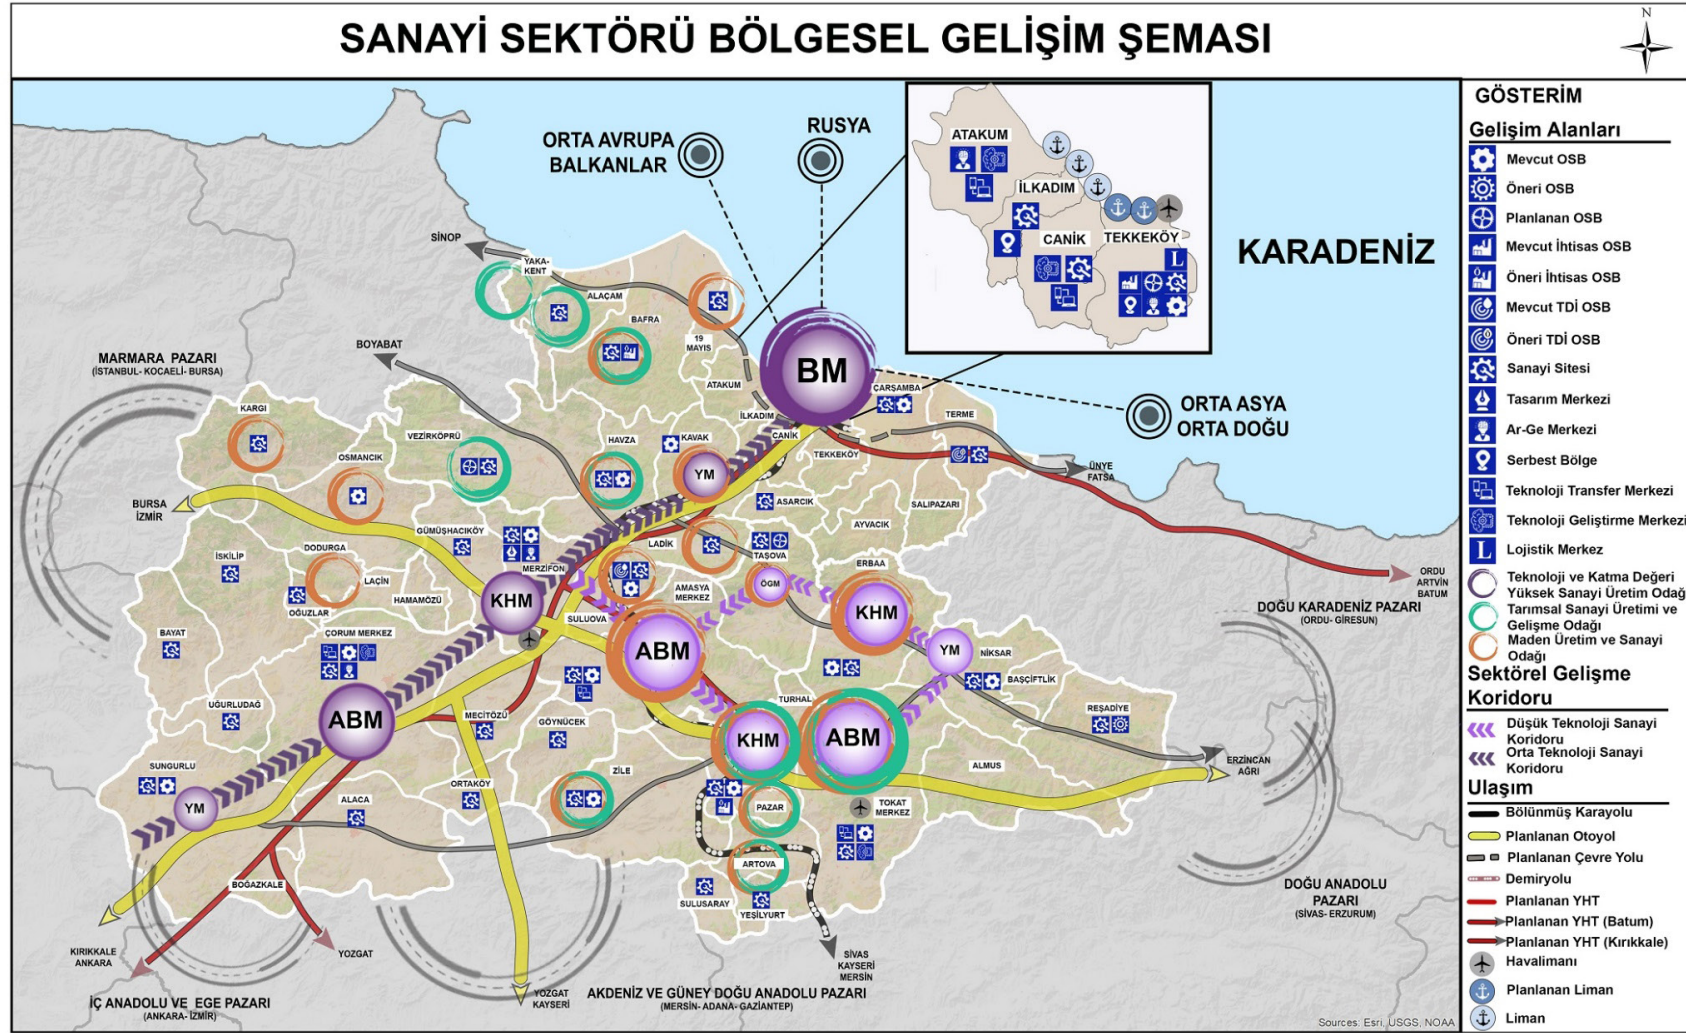 SANAYİ SEKTÖRÜ BÖLGESEL GELİŞİM ŞEMASI
N
ORTA AVRUPA
BALKANLAR
RUSYA
ATAKUM
İLKADIM
CANİK
TEKKEKÖY
L
KARADENİZ
SİNOP
YAKA-
KENT
ALAÇAM
BAFRA
19
MAYIS
BOYABAT
ATAKUM
BM
ÇARŞAMBA
ORTA ASYA
ORTA DOĞU
MARMARA PAZARI
(İSTANBUL- KOCAELİ- BURSA)
KARGI
VEZİRKÖPRÜ
HAVZA
KAVAK
İLKADIM
CANİK
TERME
TEKKEKÖY
OSMANCIK
YM
ÜNYE
FATSA
BURSA
İZMİR
ASARCIK
SALIPAZARI
GÜMÜŞHACIKÖY
AYVACIK
İSKİLİP
DODURGA
LAÇİN
MERZİFON
LADİK
TAŞOVA
ERBAA
ORDU
ARTVİN
BATUM
OĞUZLAR
HAMAMÖZÜ
KHM
AMASYA
MERKEZ
ÖGM
KHM
DOĞU KARADENİZ PAZARI
(ORDU- GİRESUN)
SULUOVA
BAYAT
ÇORUM MERKEZ
ABM
YM
NİKSAR
BAŞÇİFTLİK
UĞURLUDAĞ
ABM
MECİTÖZÜ
GÖYNÜCEK
TURHAL
KHM
ABM
REŞADİYE
SUNGURLU
ERZİNCAN
AĞRI
YM
ALACA
ORTAKÖY
ZİLE
ALMUS
PAZAR
TOKAT
MERKEZ
ARTOVA
BOĞAZKALE
SULUSARAY
YEŞİLYURT
DOĞU ANADOLU
PAZARI
(SİVAS- ERZURUM)
KIRIKKALE
ANKARA
YOZGAT
SİVAS
KAYSERİ
MERSİN
İÇ ANADOLU VE EGE PAZARI
(ANKARA- İZMİR)
YOZGAT
KAYSERİ
AKDENİZ VE GÜNEY DOĞU ANADOLU PAZARI
(MERSİN- ADANA- GAZİANTEP)
Sources: Esri, USGS, NOAA
GÖSTERİM
Gelişim Alanları
Mevcut OSB
Öneri OSB
Planlanan OSB
Mevcut İhtisas OSB
Öneri İhtisas OSB
Mevcut TDİ OSB
Öneri TDİ OSB
Sanayi Sitesi
Tasarım Merkezi
Ar-Ge Merkezi
Serbest Bölge
Teknoloji Transfer Merkezi
Teknoloji Geliştirme Merkezi
L Lojistik Merkez
Teknoloji ve Katma Değeri
Yüksek Sanayi Üretim Odağı
Tarımsal Sanayi Üretimi ve
Gelişme Odağı
Maden Üretim ve Sanayi
Odağı
Sektörel Gelişme
Koridoru
Düşük Teknoloji Sanayi
Koridoru
Orta Teknoloji Sanayi
Koridoru
Ulaşım
Bölünmüş Karayolu
Planlanan Otoyol
Planlanan Çevre Yolu
Demiryolu
Planlanan YHT
Planlanan YHT (Batum)
Planlanan YHT (Kırıkkale)
Havalimanı
Planlanan Liman
Liman